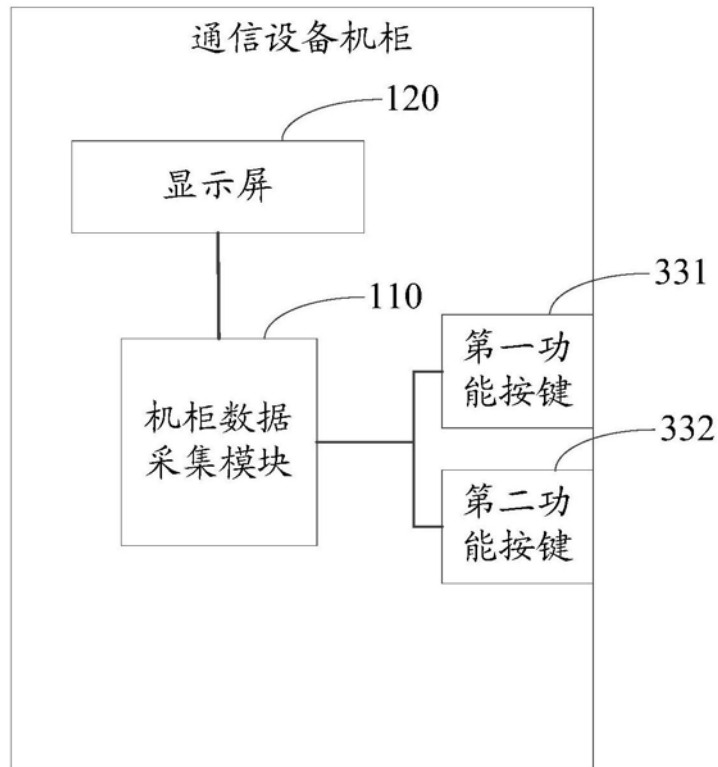 通信设备机柜
120
显示屏
110
331
第一功
能按键
机柜数据
采集模块
332
第二功
能按键